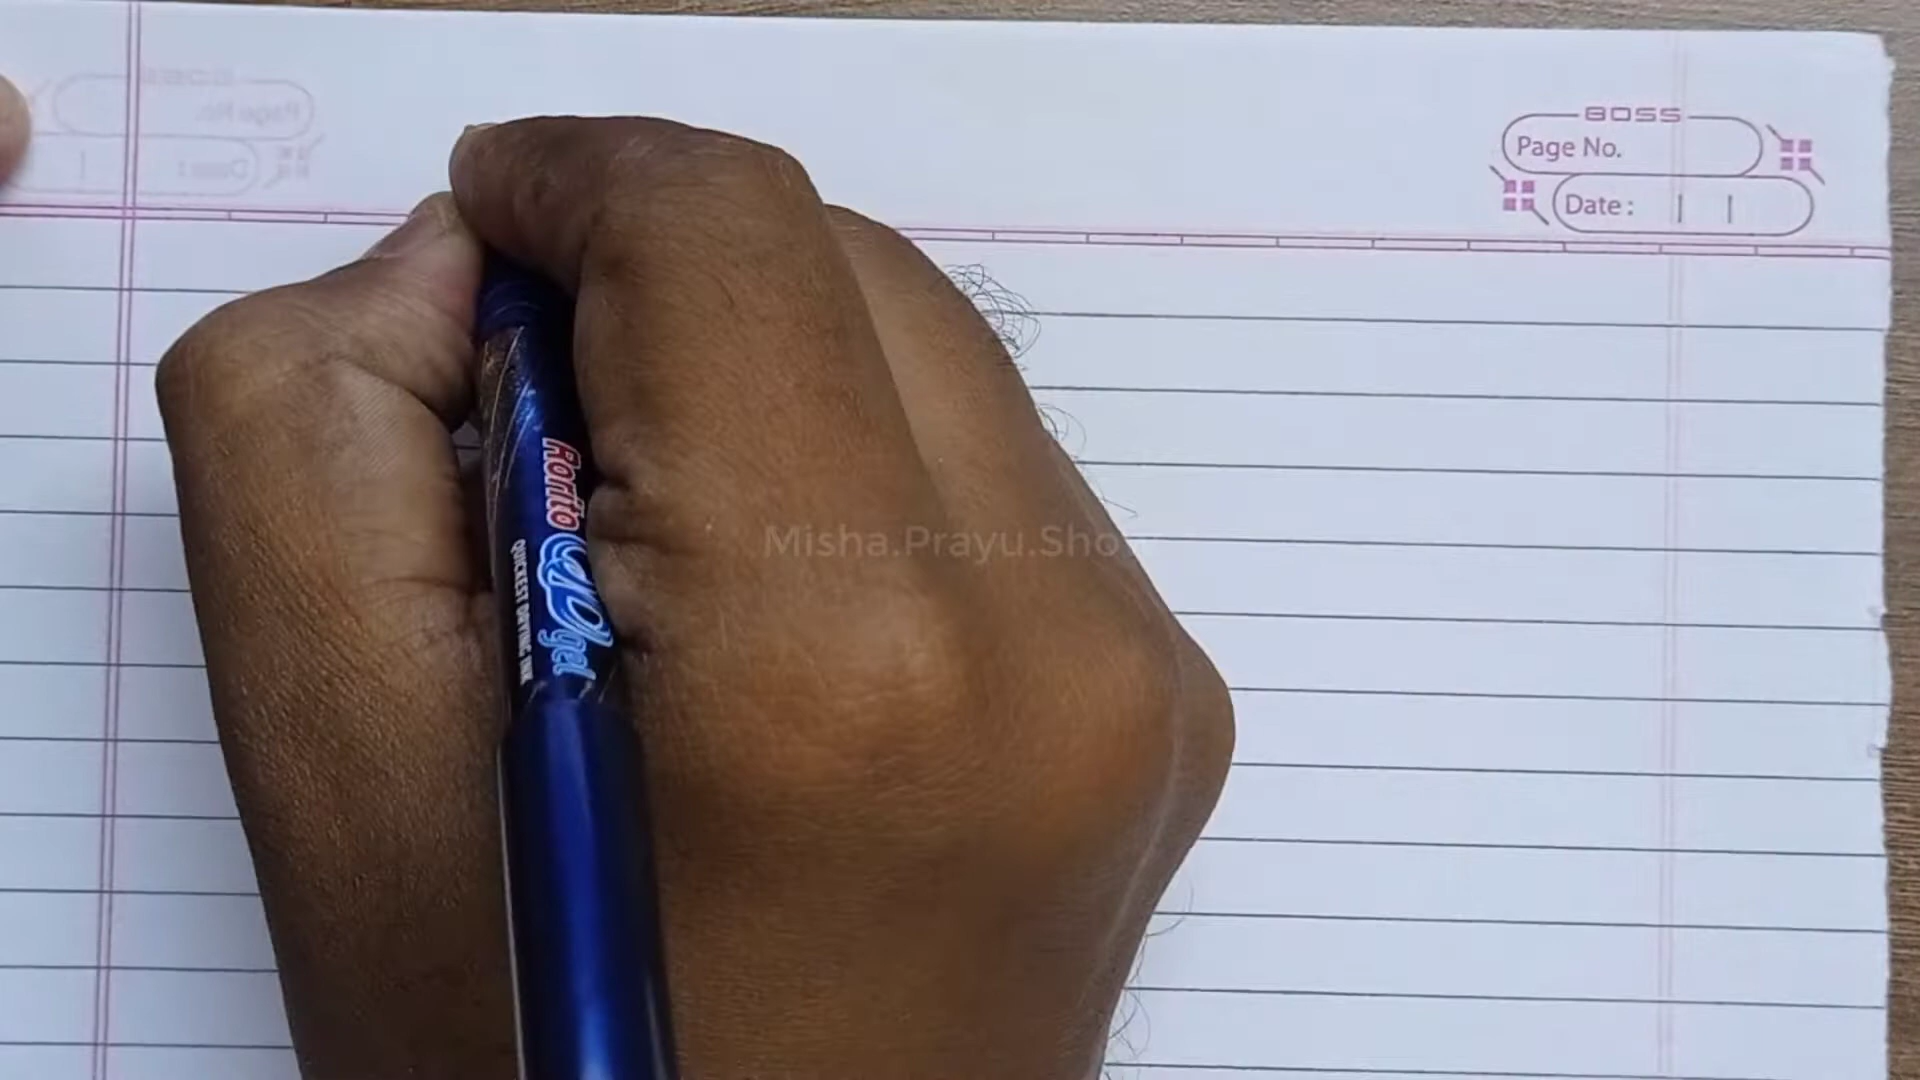 BOSS
Page No.
Date :
Rorito
gel
QUICKEST DRYING INK
Misha.Prayu.Sho